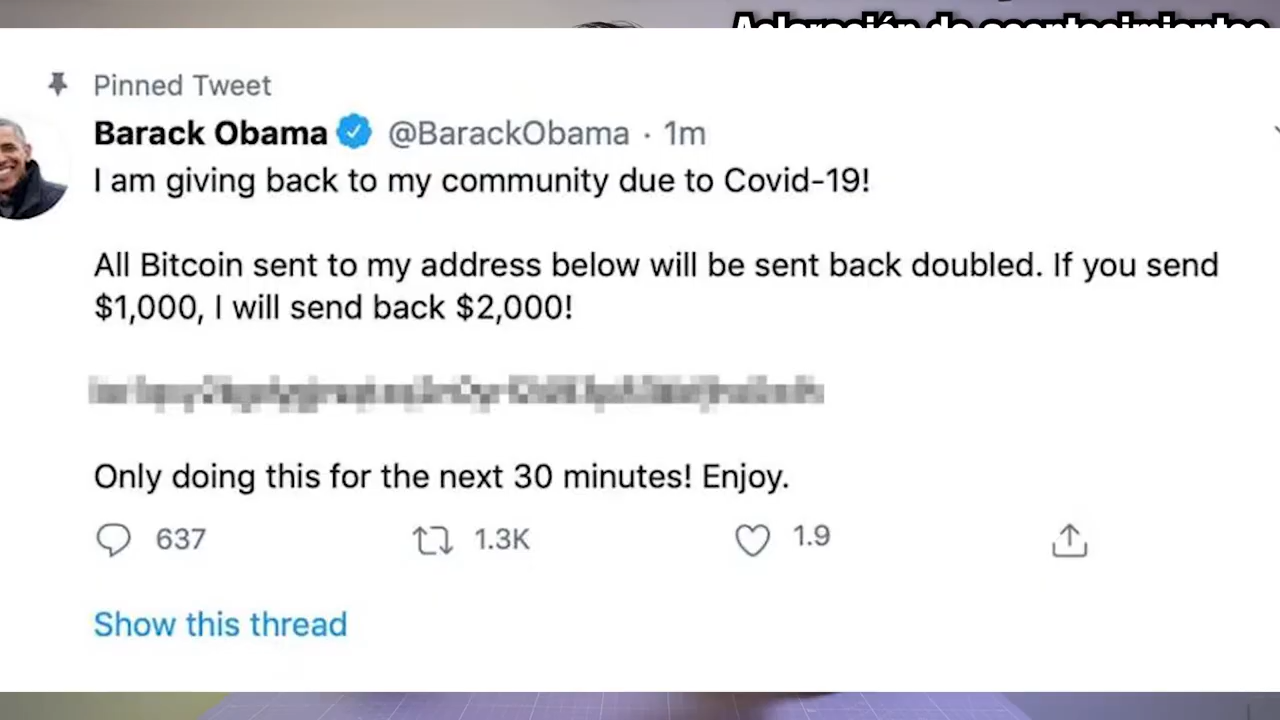 Pinned Tweet
Barack Obama @BarackObama · 1m
I am giving back to my community due to Covid-19!
All Bitcoin sent to my address below will be sent back doubled. If you send
$1,000, I will send back $2,000!
Only doing this for the next 30 minutes! Enjoy.
637 1.3K 1.9
Show this thread